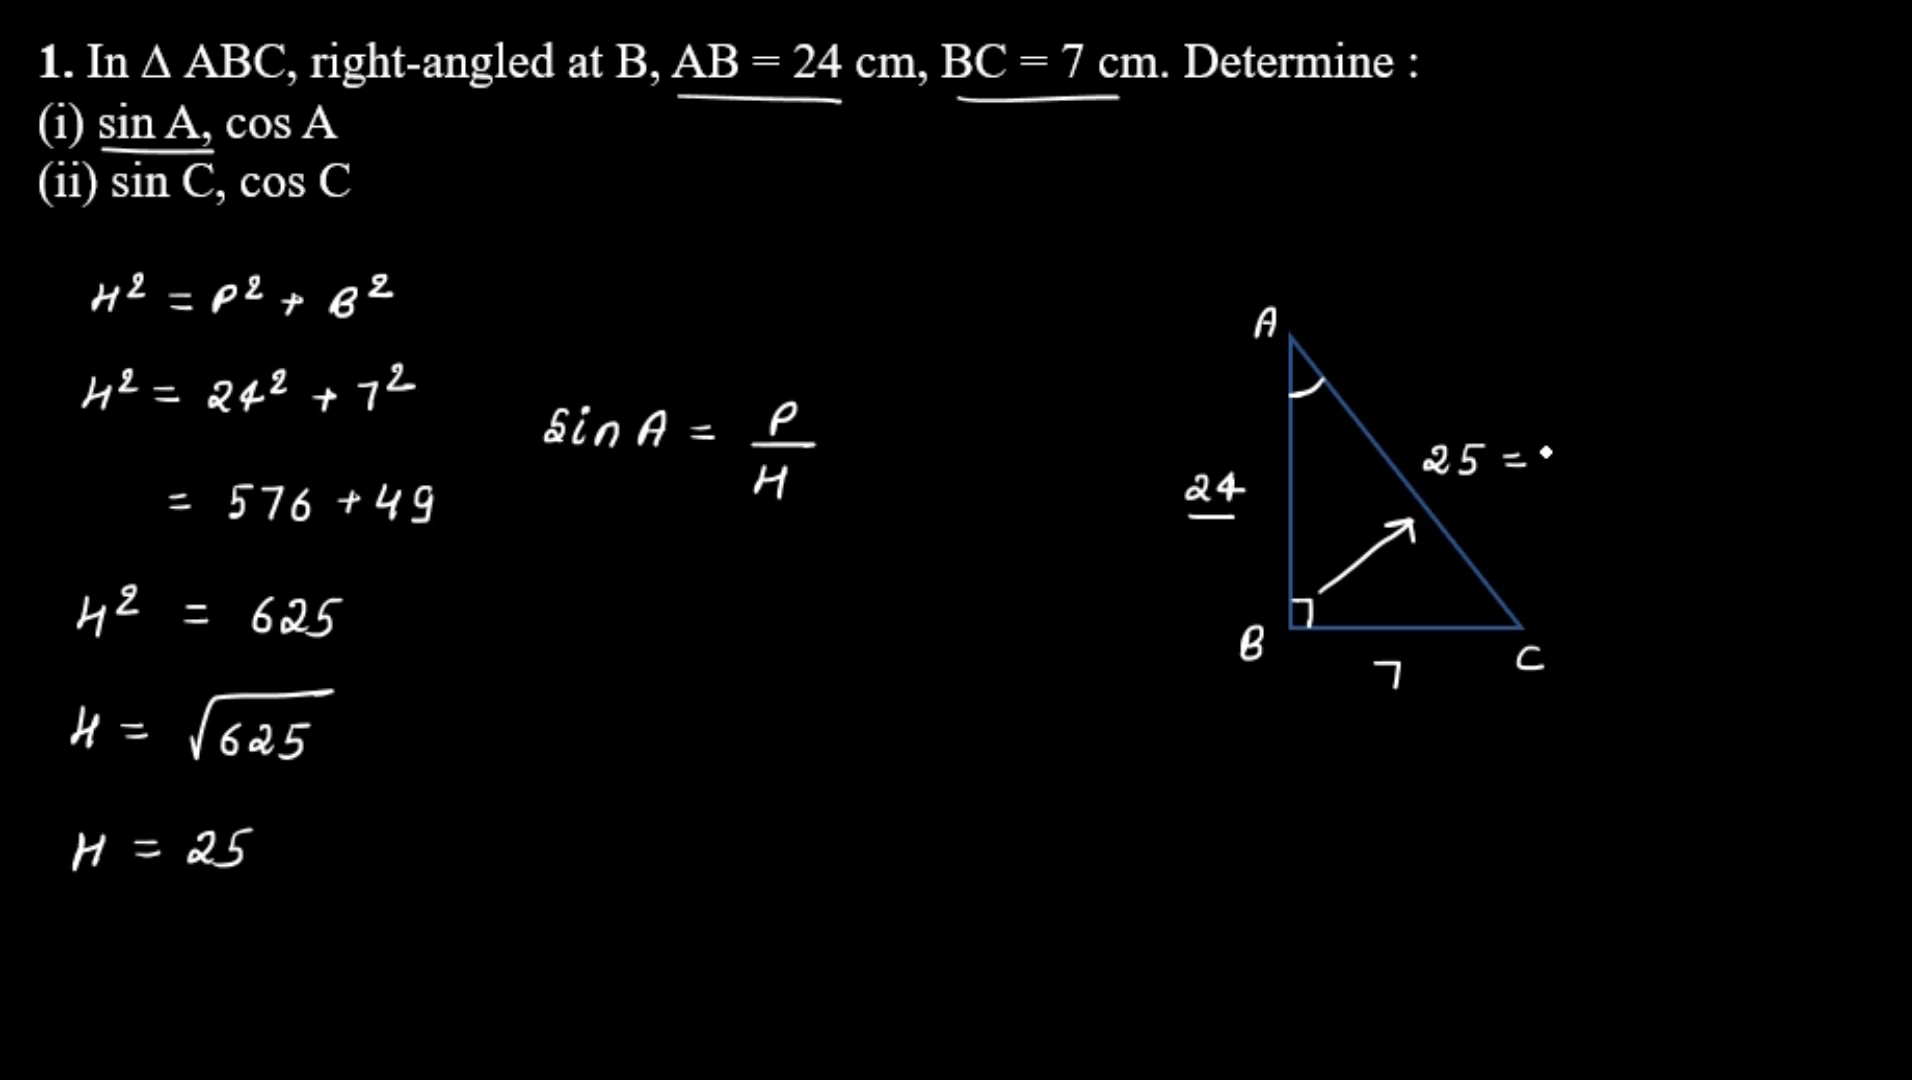 1. In Δ ABC, right-angled at B, AB = 24 cm, BC = 7 cm. Determine :
(i) sin A, cos A
(ii) sin C, cos C
H² = P² + B²
H² = 24² + 7²
= 576 + 49
H² = 625
H = √625
H = 25
sin A = P/H
A
24
25 =
B
7
C